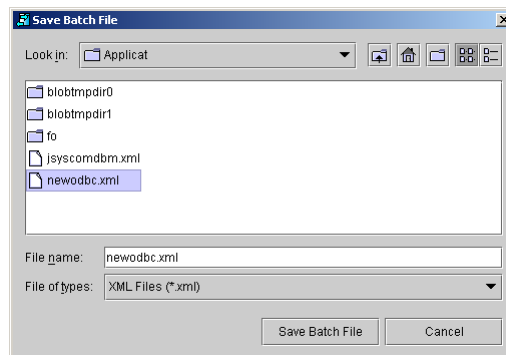 Save Batch File
Look in: Applicat
blobtmpdir0
blobtmpdir1
fo
jsyscomdbm.xml
newodbc.xml
File name: newodbc.xml
File of types: XML Files (*.xml)
Save Batch File Cancel